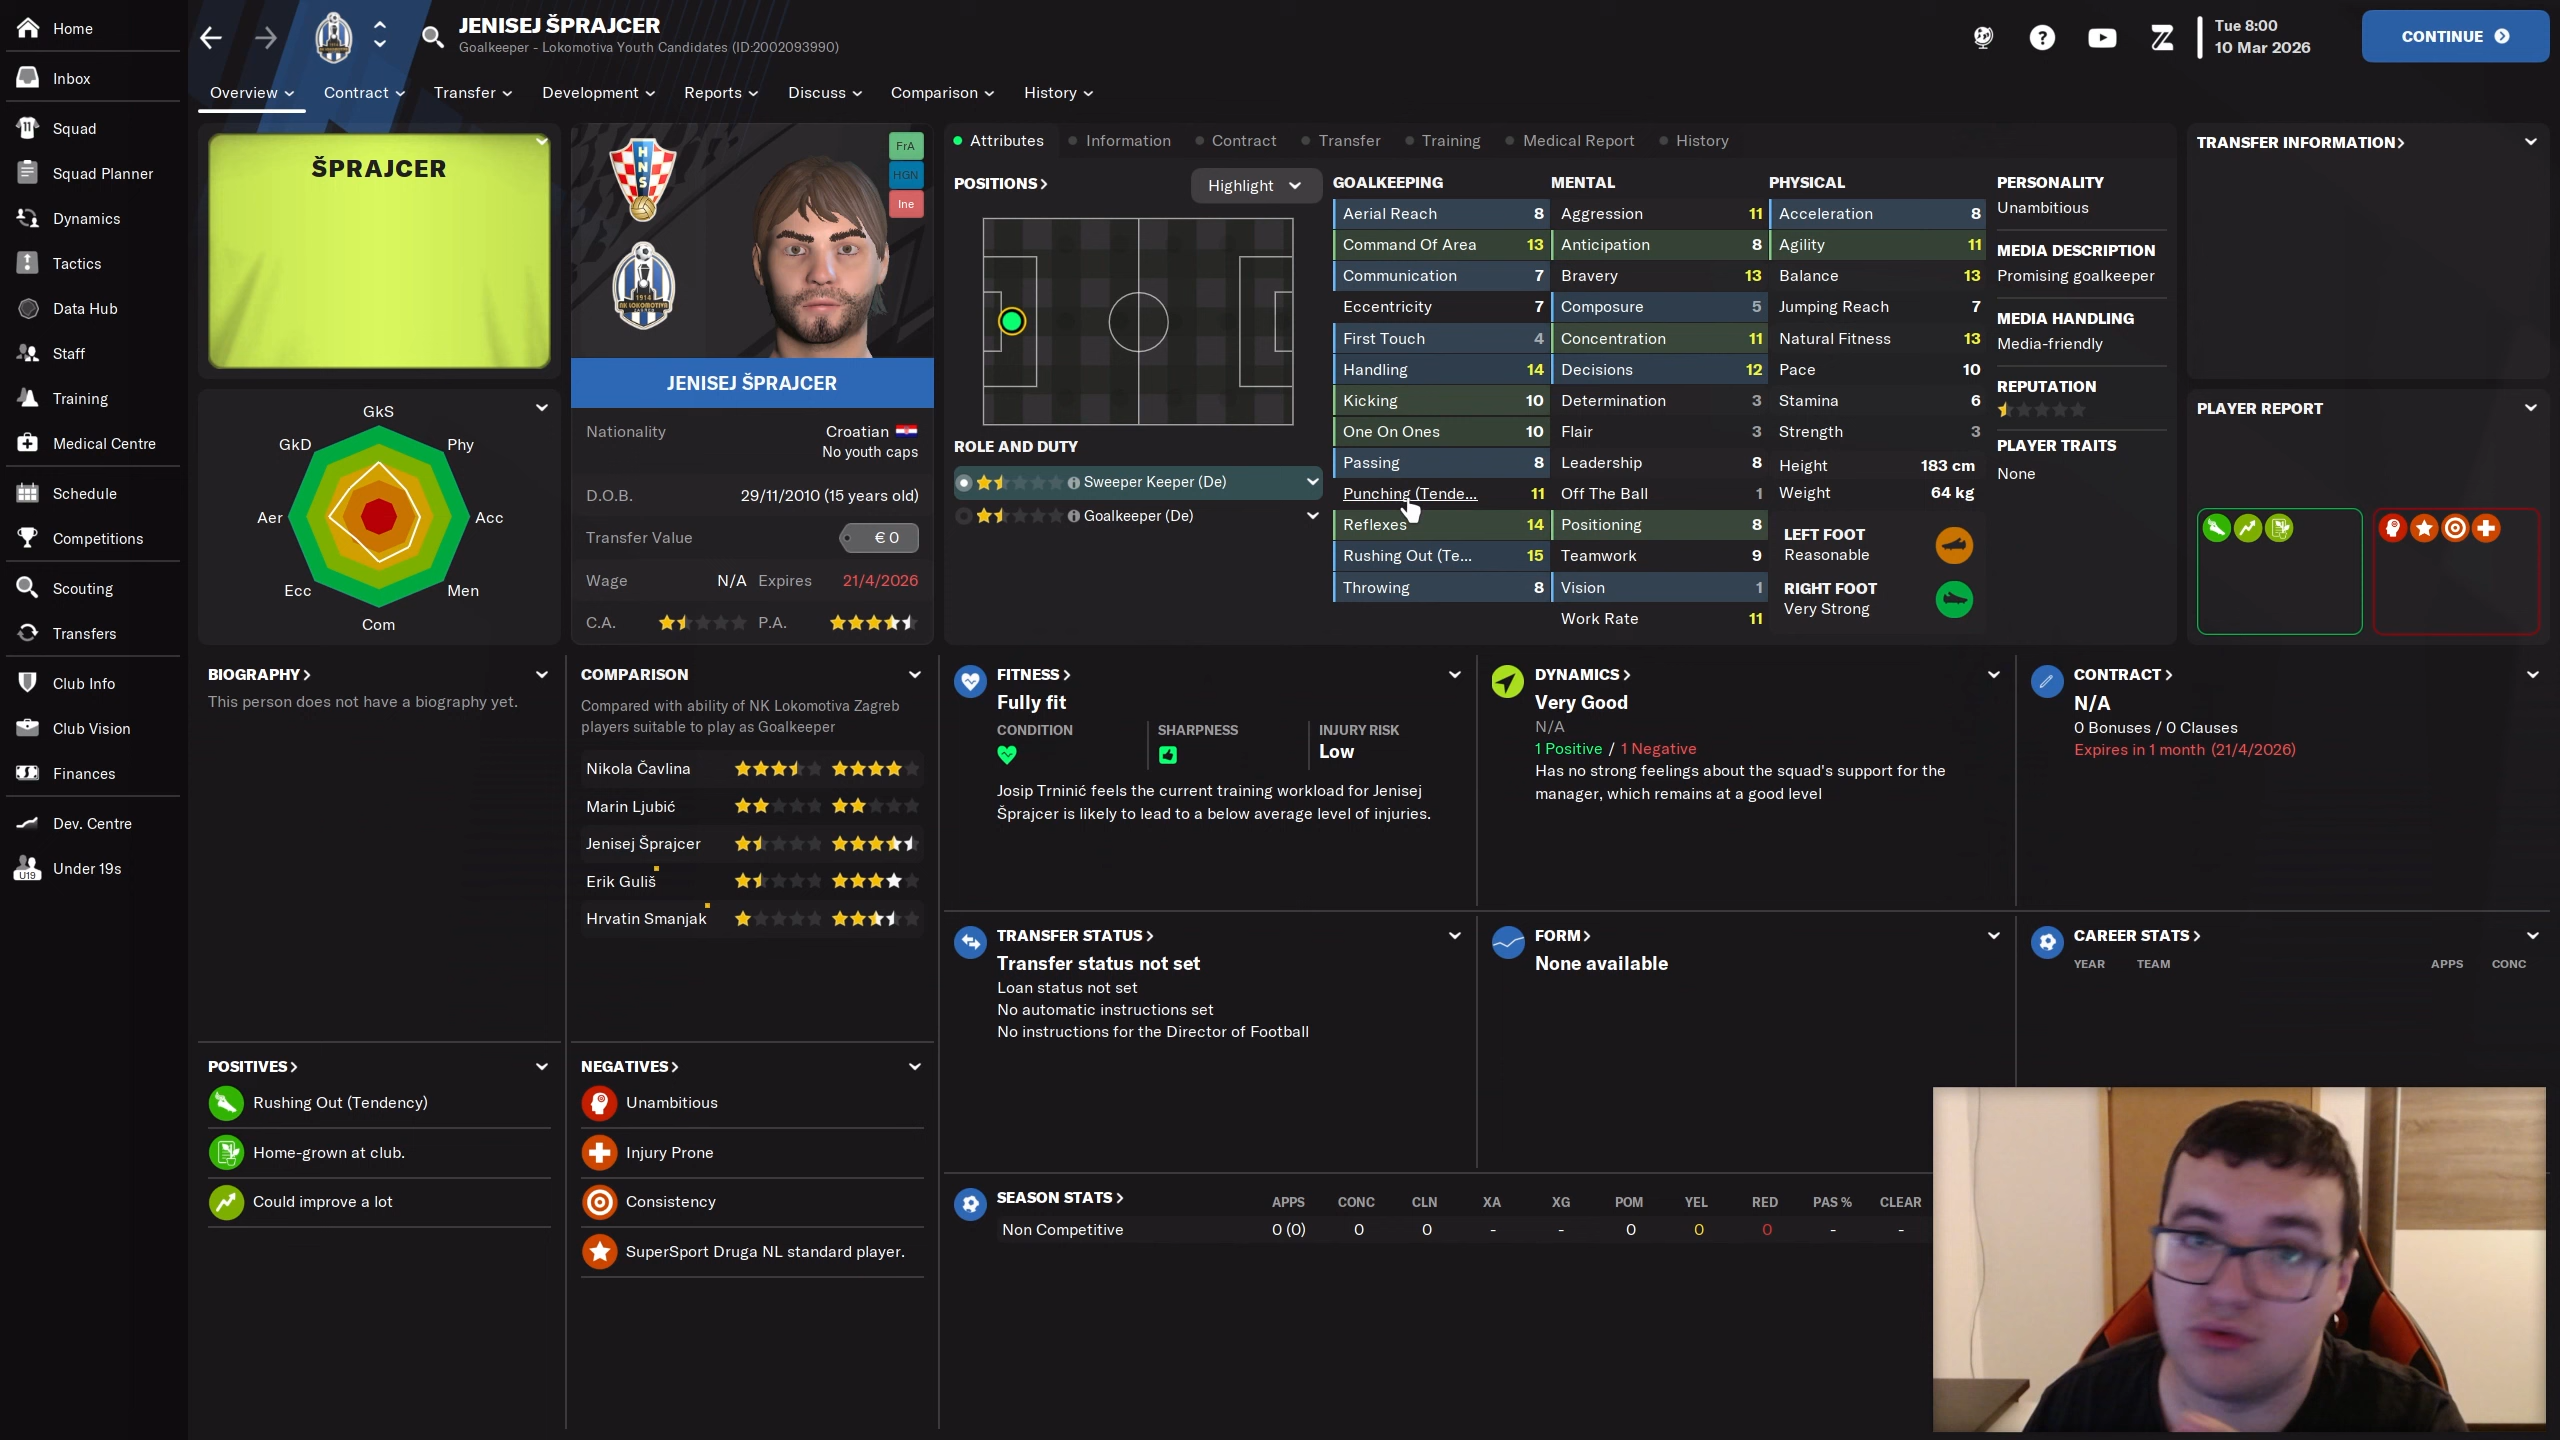 Home
Inbox
Squad
Squad Planner
Dynamics
Tactics
Data Hub
Staff
Training
Medical Centre
Schedule
Competitions
Scouting
Transfers
Club Info
Club Vision
Finances
Dev. Centre
U19
Under 19s
JENISEJ ŠPRAJCER
Goalkeeper - Lokomotiva Youth Candidates (ID:2002093990)
Tue 8:00
10 Mar 2026
CONTINUE
Overview
Contract
Transfer
Development
Reports
Discuss
Comparison
History
ŠPRAJCER
GkS
Phy
Acc
Men
Com
Ecc
Aer
GkD
HNS
1914
NK LOKOMOTIVA
FrA
HGN
Ine
JENISEJ ŠPRAJCER
Nationality Croatian
No youth caps
D.O.B. 29/11/2010 (15 years old)
Transfer Value € 0
Wage N/A Expires 21/4/2026
C.A. P.A.
Attributes
Information
Contract
Transfer
Training
Medical Report
History
POSITIONS
Highlight
ROLE AND DUTY
Sweeper Keeper (De)
Goalkeeper (De)
GOALKEEPING
Aerial Reach 8
Command Of Area 13
Communication 7
Eccentricity 7
First Touch 4
Handling 14
Kicking 10
One On Ones 10
Passing 8
Punching (Tende... 11
Reflexes 14
Rushing Out (Te... 15
Throwing 8
MENTAL
Aggression 11
Anticipation 8
Bravery 13
Composure 5
Concentration 11
Decisions 12
Determination 3
Flair 3
Leadership 8
Off The Ball 1
Positioning 8
Teamwork 9
Vision 1
Work Rate 11
PHYSICAL
Acceleration 8
Agility 11
Balance 13
Jumping Reach 7
Natural Fitness 13
Pace 10
Stamina 6
Strength 3
Height 183 cm
Weight 64 kg
LEFT FOOT
Reasonable
RIGHT FOOT
Very Strong
PERSONALITY
Unambitious
MEDIA DESCRIPTION
Promising goalkeeper
MEDIA HANDLING
Media-friendly
REPUTATION
PLAYER TRAITS
None
TRANSFER INFORMATION
PLAYER REPORT
BIOGRAPHY
This person does not have a biography yet.
COMPARISON
Compared with ability of NK Lokomotiva Zagreb
players suitable to play as Goalkeeper
Nikola Čavlina
Marin Ljubić
Jenisej Šprajcer
Erik Guliš
Hrvatin Smanjak
FITNESS
Fully fit
CONDITION
SHARPNESS
INJURY RISK
Low
Josip Trninić feels the current training workload for Jenisej
Šprajcer is likely to lead to a below average level of injuries.
DYNAMICS
Very Good
N/A
1 Positive / 1 Negative
Has no strong feelings about the squad's support for the
manager, which remains at a good level
CONTRACT
N/A
0 Bonuses / 0 Clauses
Expires in 1 month (21/4/2026)
TRANSFER STATUS
Transfer status not set
Loan status not set
No automatic instructions set
No instructions for the Director of Football
FORM
None available
CAREER STATS
YEAR TEAM APPS CONC
POSITIVES
Rushing Out (Tendency)
Home-grown at club.
Could improve a lot
NEGATIVES
Unambitious
Injury Prone
Consistency
SuperSport Druga NL standard player.
SEASON STATS APPS CONC CLN XA XG POM YEL RED PAS % CLEAR
Non Competitive 0 (0) 0 0 - - 0 0 0 - -